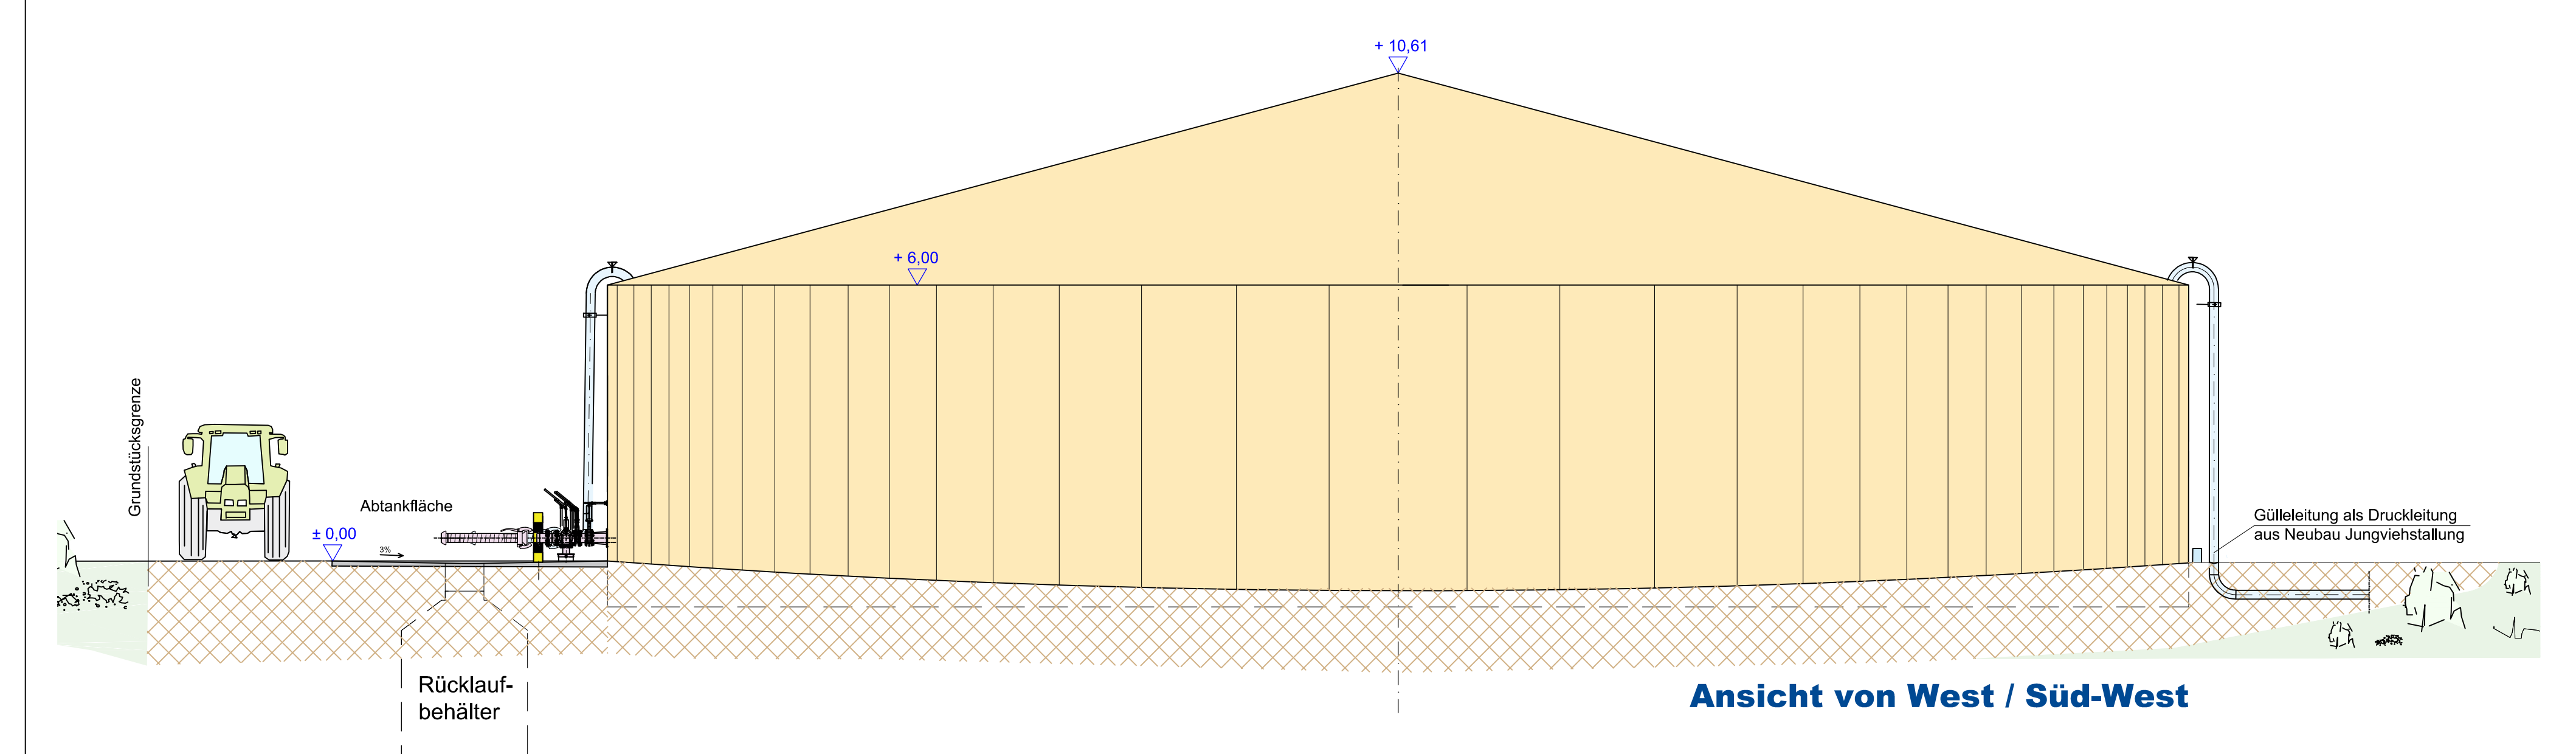 + 10,61
+ 6,00
Grundstücksgrenze
Abtankfläche
± 0,00
3%
Gülleleitung als Druckleitung
aus Neubau Jungviehstallung
Rücklauf-
behälter
Ansicht von West / Süd-West